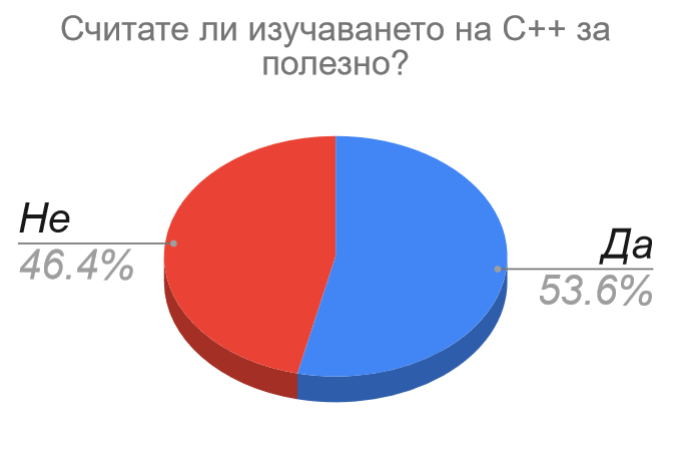 Считате ли изучаването на C++ за
полезно?
Не
46.4%
Да
53.6%